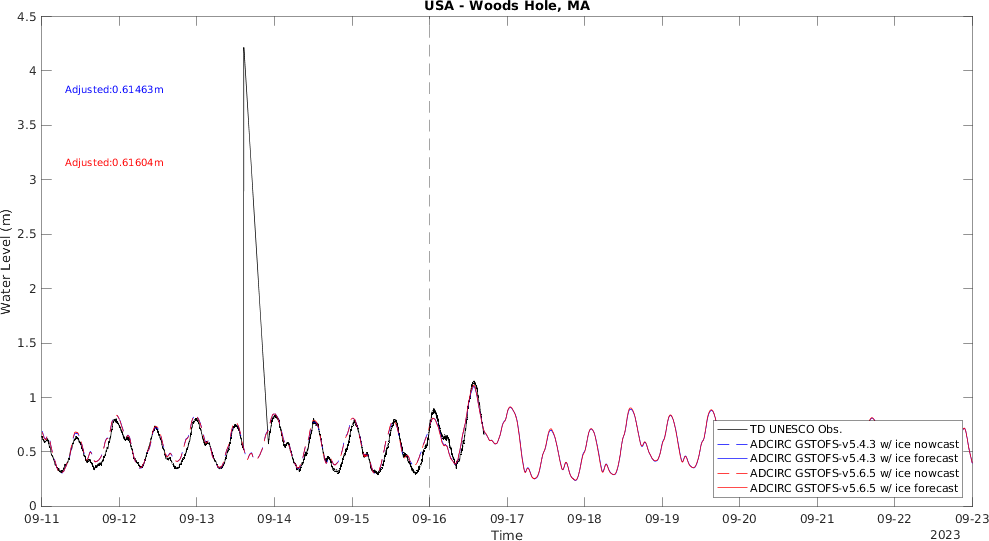 USA - Woods Hole, MA
4.5
4
3.5
3
2.5
2
1.5
1
0.5
0
Water Level (m)
Adjusted:0.61463m
Adjusted:0.61604m
TD UNESCO Obs.
ADCIRC GSTOFS-v5.4.3 w/ ice nowcast
ADCIRC GSTOFS-v5.4.3 w/ ice forecast
ADCIRC GSTOFS-v5.6.5 w/ ice nowcast
ADCIRC GSTOFS-v5.6.5 w/ ice forecast
09-11 09-12 09-13 09-14 09-15 09-16 09-17 09-18 09-19 09-20 09-21 09-22 09-23
Time
2023